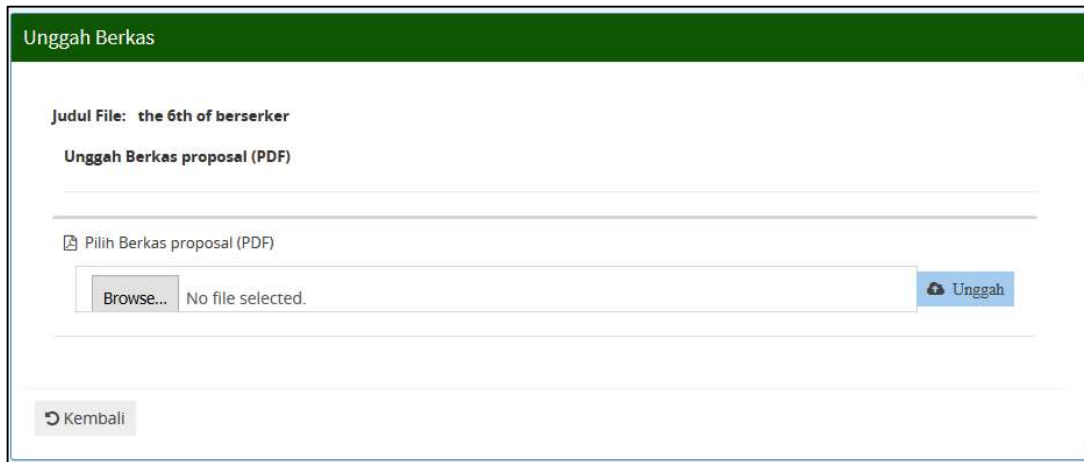 Unggah Berkas
Judul File: the 6th of berserker
Unggah Berkas proposal (PDF)
Pilih Berkas proposal (PDF)
Browse... No file selected. Unggah
Kembali